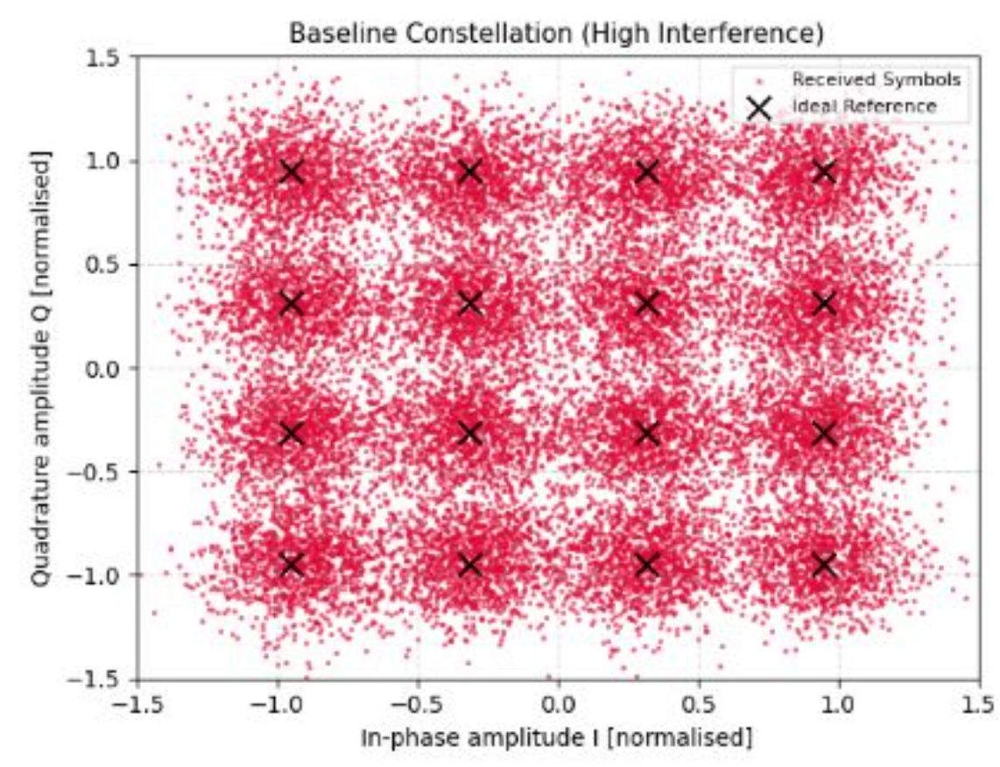 Baseline Constellation (High Interference)
Received Symbols
Ideal Reference
Quadrature amplitude Q [normalised]
1.5
1.0
0.5
0.0
−0.5
−1.0
−1.5
−1.5
−1.0
−0.5
0.0
0.5
1.0
1.5
In-phase amplitude I [normalised]